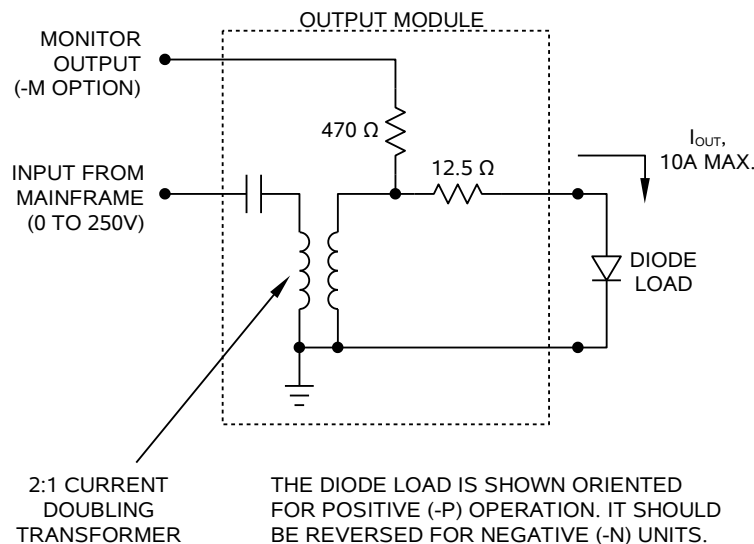 OUTPUT MODULE
MONITOR
OUTPUT
(-M OPTION)
470 Ω
12.5 Ω
I_OUT,
10A MAX.
INPUT FROM
MAINFRAME
(0 TO 250V)
DIODE
LOAD
2:1 CURRENT
DOUBLING
TRANSFORMER
THE DIODE LOAD IS SHOWN ORIENTED
FOR POSITIVE (-P) OPERATION. IT SHOULD
BE REVERSED FOR NEGATIVE (-N) UNITS.